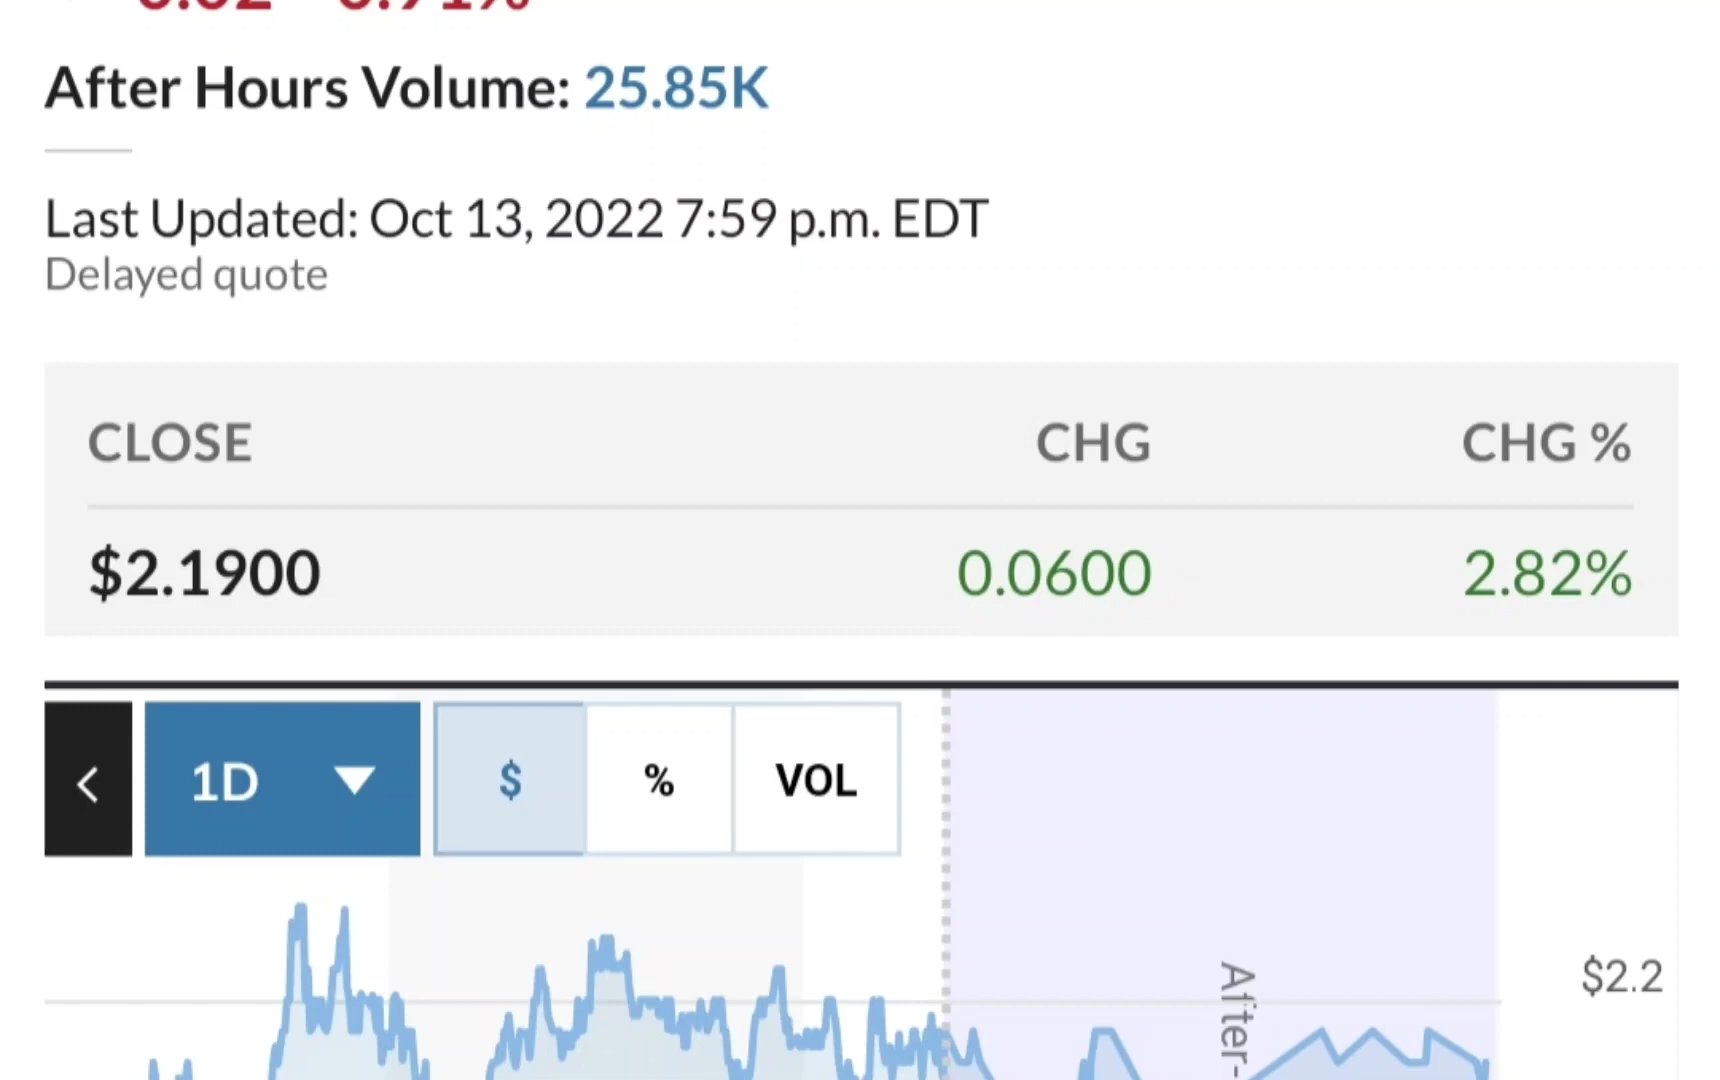 After Hours Volume: 25.85K
Last Updated: Oct 13, 2022 7:59 p.m. EDT
Delayed quote
CLOSE CHG CHG %
$2.1900 0.0600 2.82%
1D $ % VOL
$2.2
After-